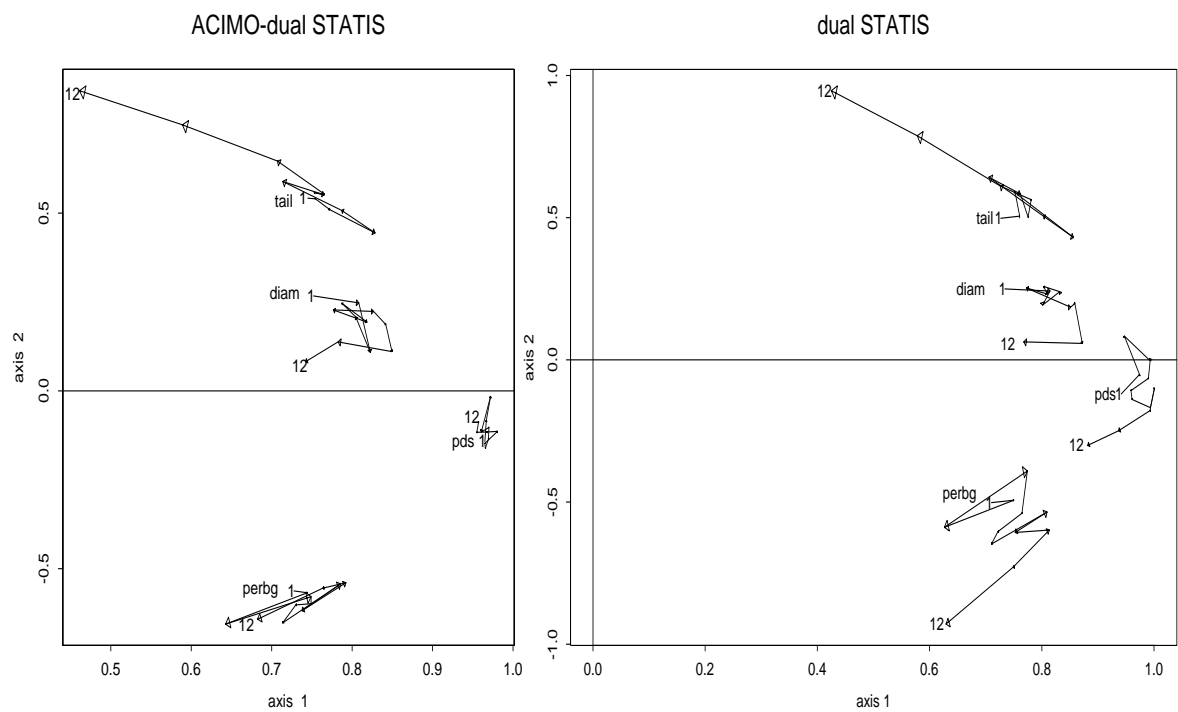 ACIMO-dual STATIS
12
tail 1
diam 1
12
12
pds 1
perbg 1
12
0.5
0.0
-0.5
axis 2
0.5 0.6 0.7 0.8 0.9 1.0
axis 1
dual STATIS
12
tail1
diam 1
12
pds1
12
perbg 1
12
1.0
0.5
0.0
-0.5
-1.0
axis 2
0.0 0.2 0.4 0.6 0.8 1.0
axis 1